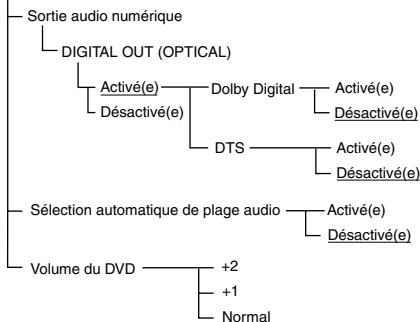 Sortie audio numérique
DIGITAL OUT (OPTICAL)
Activé(e) Dolby Digital Activé(e)
Désactivé(e) Désactivé(e)
DTS Activé(e)
Désactivé(e)
Sélection automatique de plage audio Activé(e)
Désactivé(e)
Volume du DVD +2
+1
Normal